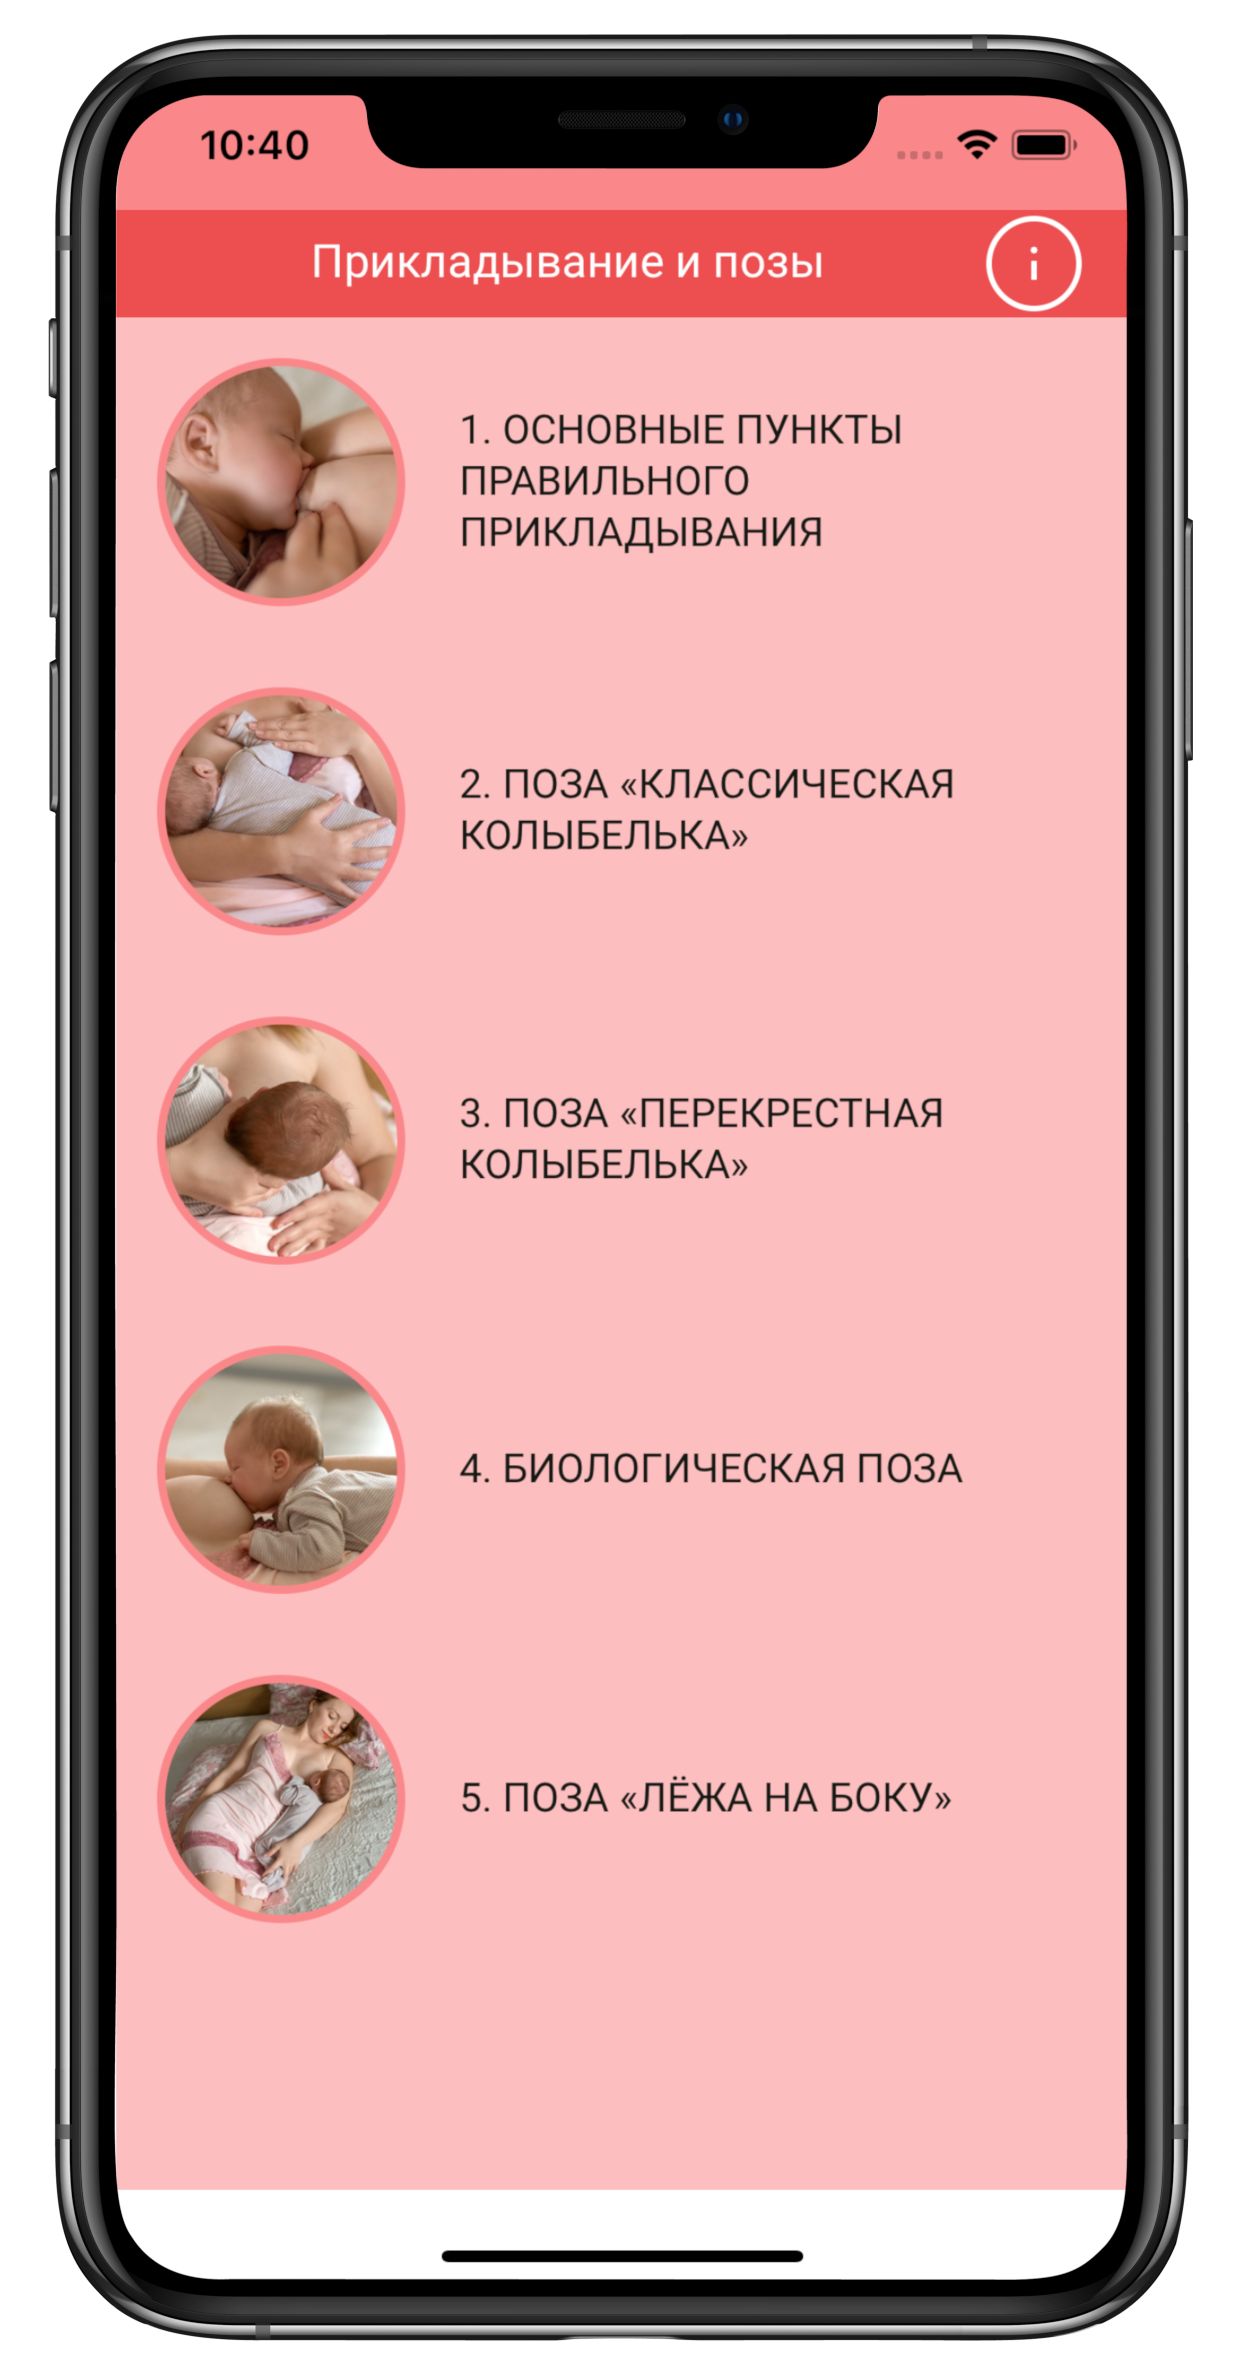 10:40
Прикладывание и позы
i
1. ОСНОВНЫЕ ПУНКТЫ
ПРАВИЛЬНОГО
ПРИКЛАДЫВАНИЯ
2. ПОЗА «КЛАССИЧЕСКАЯ
КОЛЫБЕЛЬКА»
3. ПОЗА «ПЕРЕКРЕСТНАЯ
КОЛЫБЕЛЬКА»
4. БИОЛОГИЧЕСКАЯ ПОЗА
5. ПОЗА «ЛЁЖА НА БОКУ»